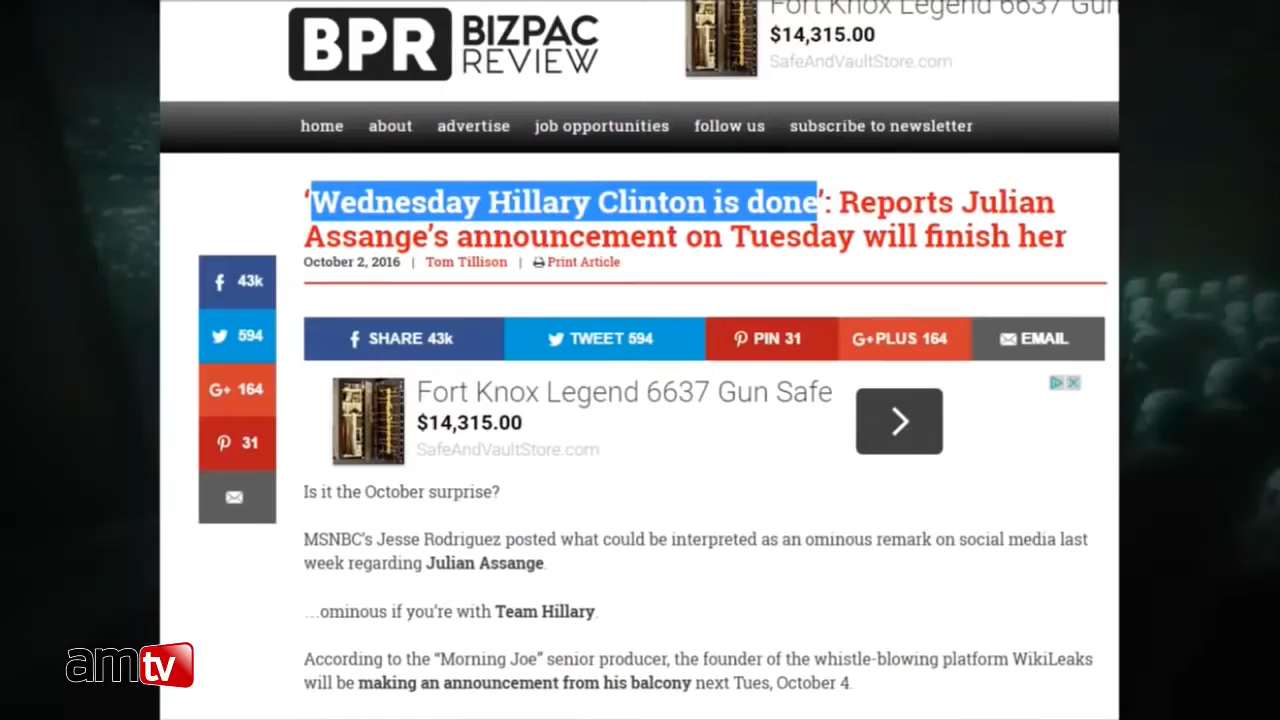 Fort Knox Legend 6637 Gun
$14,315.00
SafeAndVaultStore.com
BPR BIZPAC
REVIEW
home about advertise job opportunities follow us subscribe to newsletter
‘Wednesday Hillary Clinton is done’: Reports Julian
Assange’s announcement on Tuesday will finish her
October 2, 2016 | Tom Tillison | Print Article
43k
594
G+ 164
31
SHARE 43k TWEET 594 PIN 31 G+PLUS 164 EMAIL
Fort Knox Legend 6637 Gun Safe
$14,315.00
SafeAndVaultStore.com
Is it the October surprise?
MSNBC’s Jesse Rodriguez posted what could be interpreted as an ominous remark on social media last
week regarding Julian Assange.
…ominous if you’re with Team Hillary.
According to the “Morning Joe” senior producer, the founder of the whistle-blowing platform WikiLeaks
will be making an announcement from his balcony next Tues, October 4.
amtv